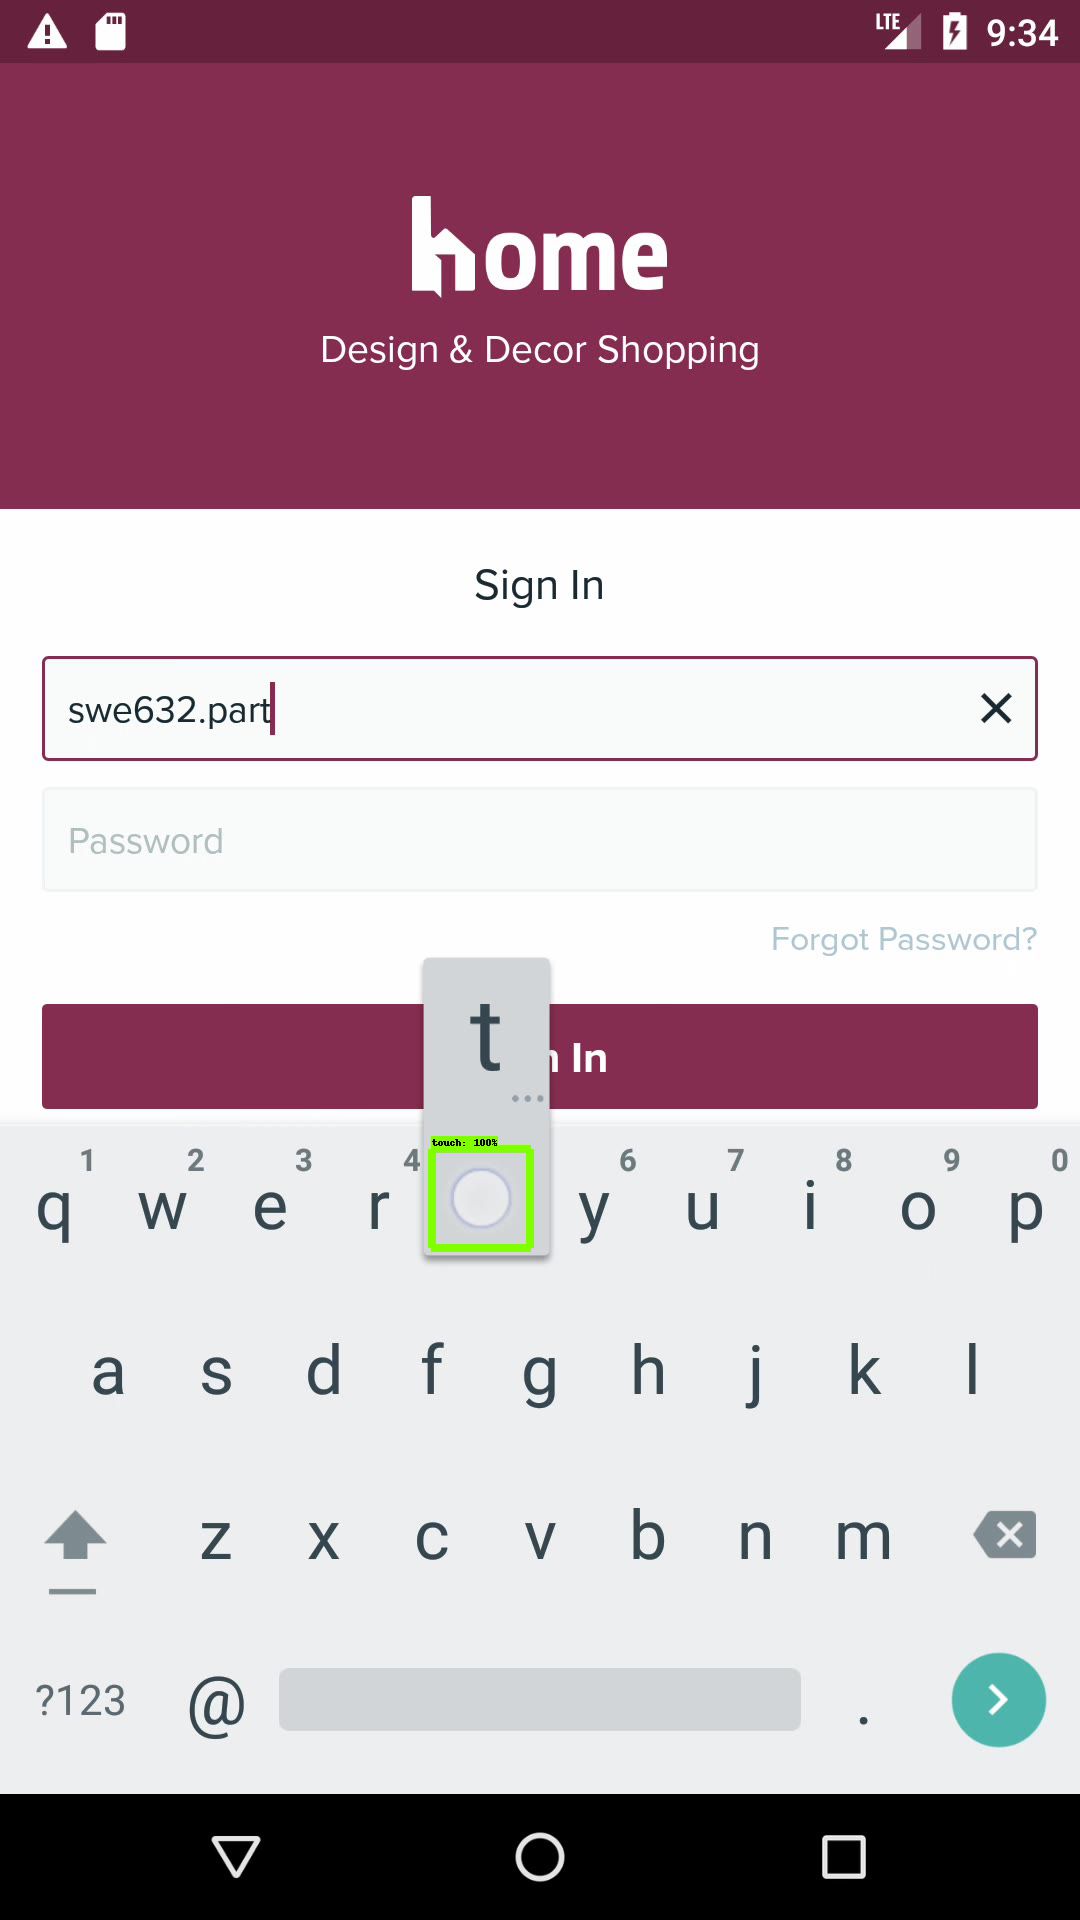 LTE 9:34
home
Design & Decor Shopping
Sign In
swe632.part
Password
Forgot Password?
t
n In
touch: 100%
1 2 3 4 6 7 8 9 0
q w e r y u i o p
a s d f g h j k l
z x c v b n m
?123 @ .